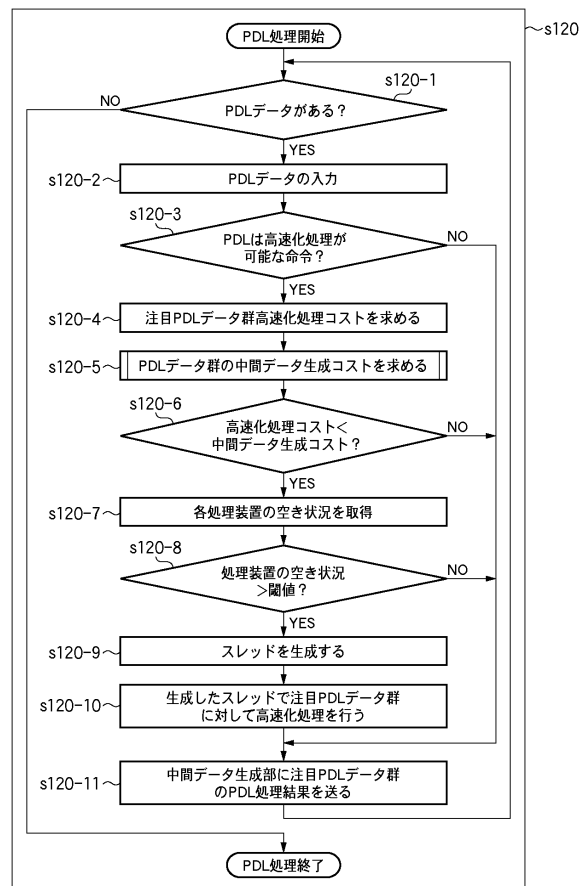 s120
PDL処理開始
s120-1
NO
PDLデータがある？
YES
s120-2
PDLデータの入力
s120-3
PDLは高速化処理が
可能な命令？
NO
YES
s120-4
注目PDLデータ群高速化処理コストを求める
s120-5
PDLデータ群の中間データ生成コストを求める
s120-6
高速化処理コスト<
中間データ生成コスト？
NO
YES
s120-7
各処理装置の空き状況を取得
s120-8
処理装置の空き状況
>閾値？
NO
YES
s120-9
スレッドを生成する
s120-10
生成したスレッドで注目PDLデータ群
に対して高速化処理を行う
s120-11
中間データ生成部に注目PDLデータ群
のPDL処理結果を送る
PDL処理終了